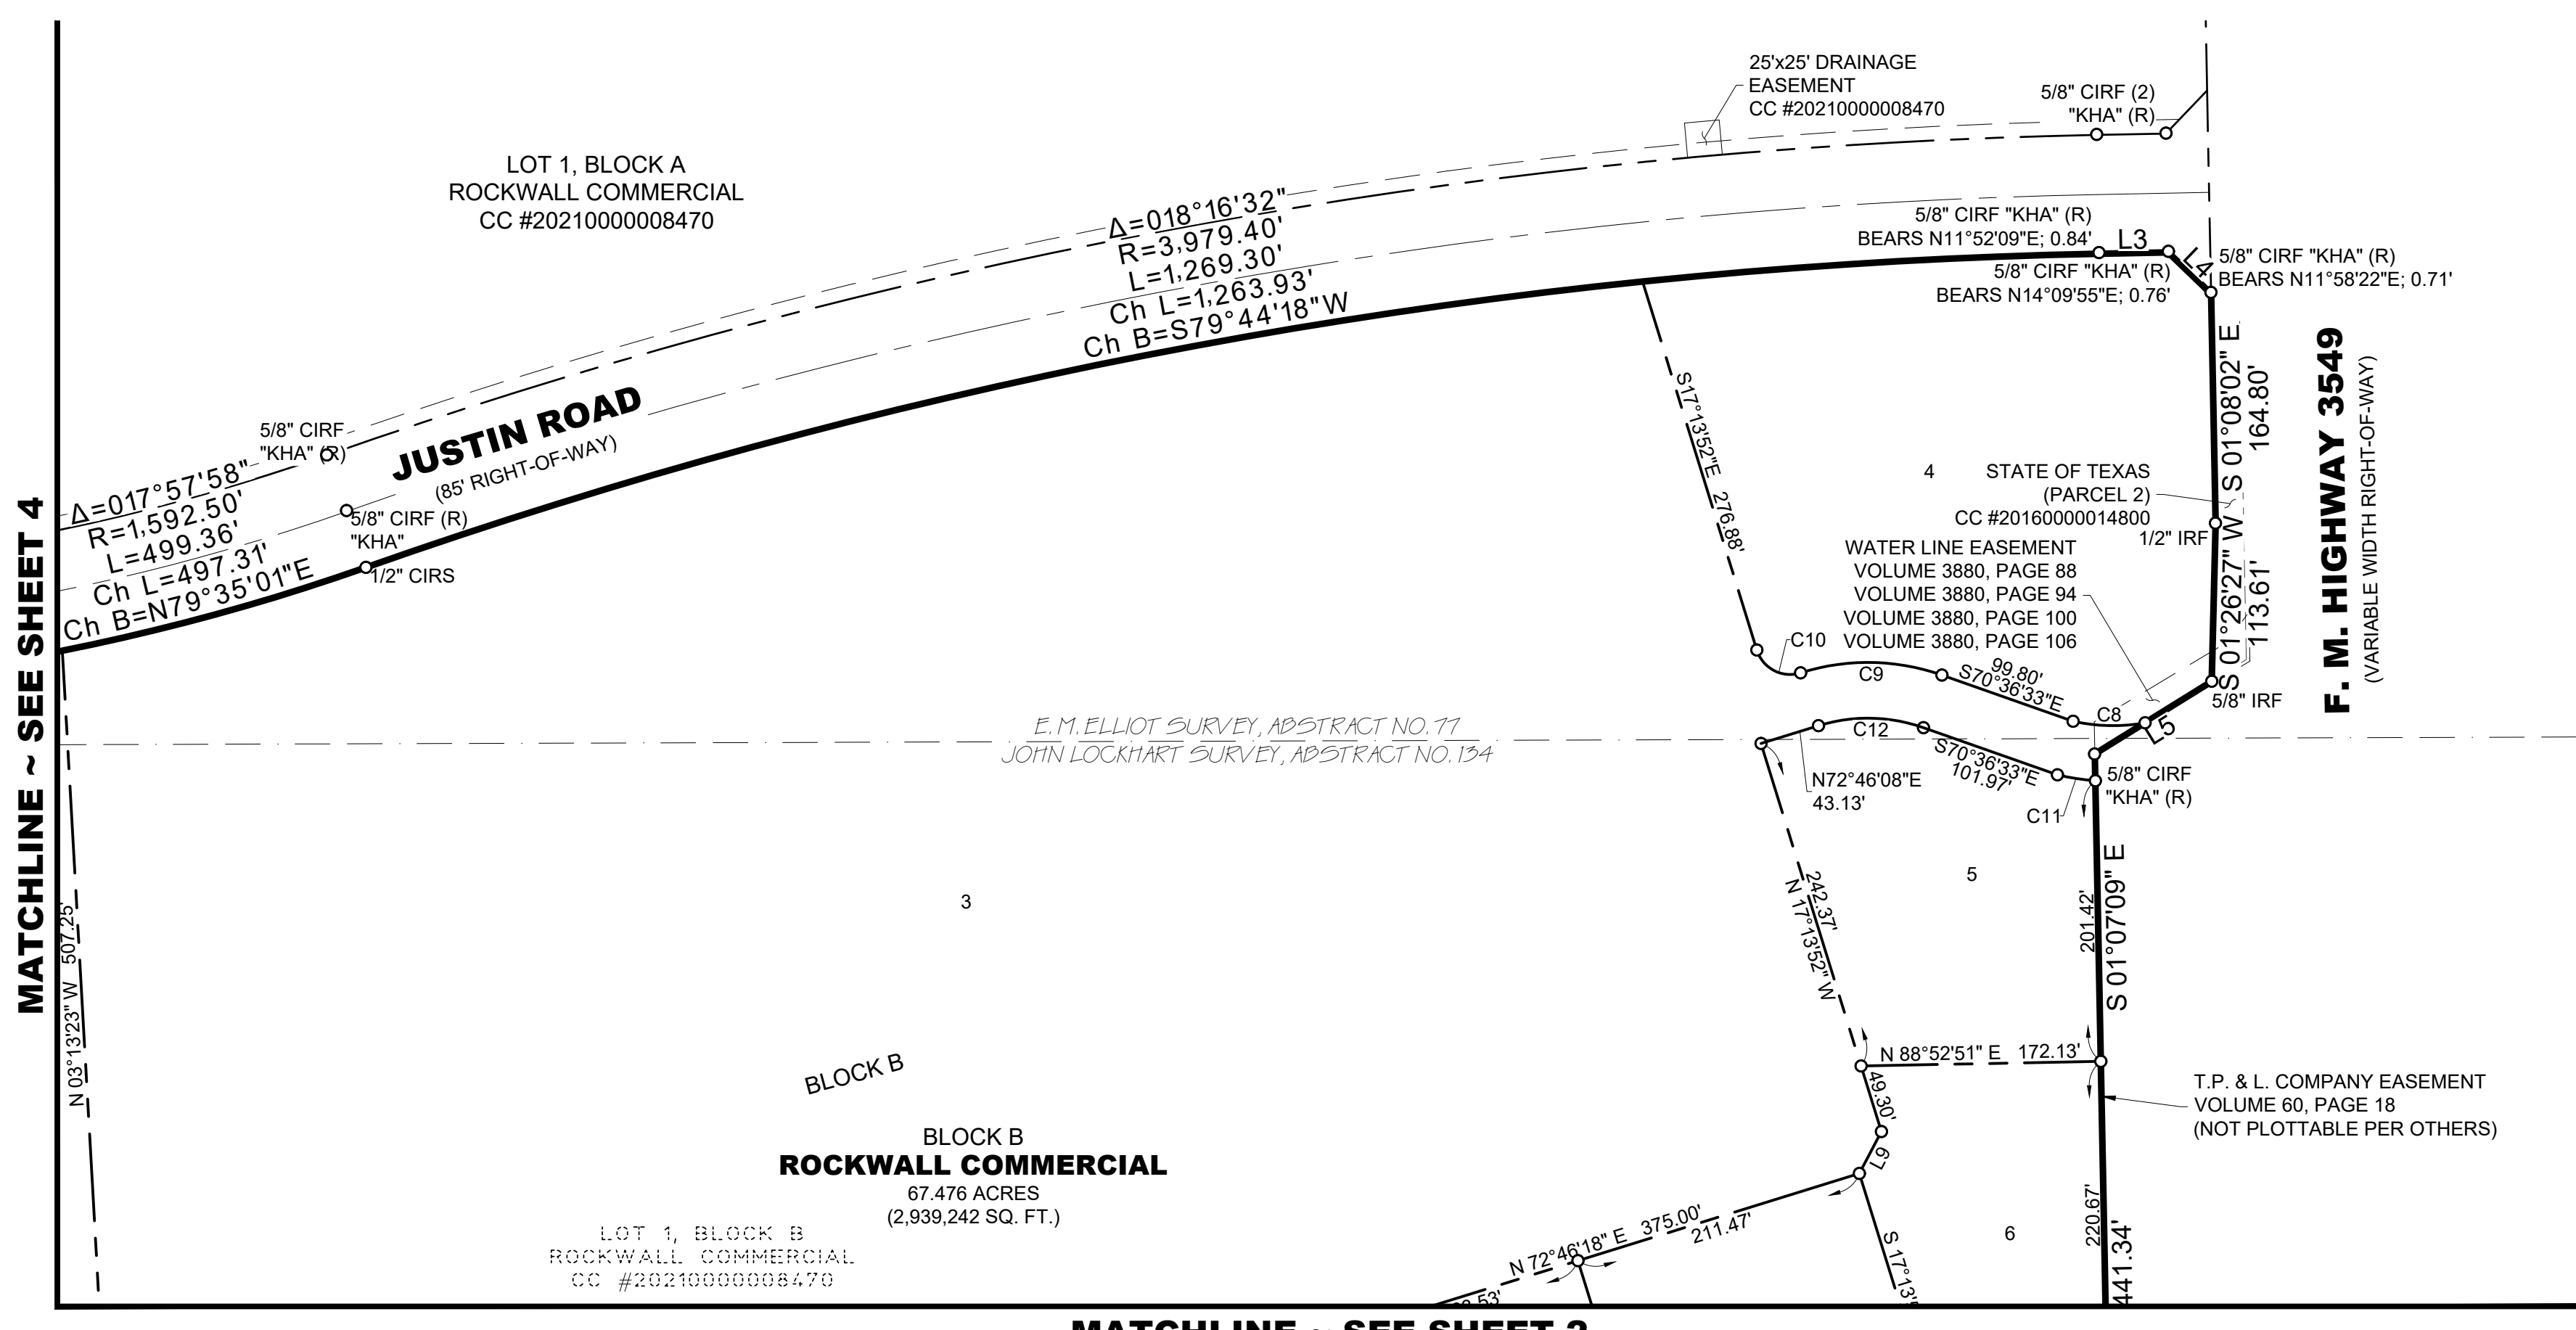 25'x25' DRAINAGE
EASEMENT
CC #20210000008470
5/8" CIRF (2)
"KHA" (R)
LOT 1, BLOCK A
ROCKWALL COMMERCIAL
CC #20210000008470
Δ=018°16'32"
R=3,979.40'
L=1,269.30'
Ch L=1,263.93'
Ch B=S79°44'18"W
5/8" CIRF "KHA" (R)
BEARS N11°52'09"E; 0.84'
L3
L4
5/8" CIRF "KHA" (R)
BEARS N14°09'55"E; 0.76'
5/8" CIRF "KHA" (R)
BEARS N11°58'22"E; 0.71'
S 01°08'02" E
164.80'
F. M. HIGHWAY 3549
(VARIABLE WIDTH RIGHT-OF-WAY)
JUSTIN ROAD
(85' RIGHT-OF-WAY)
5/8" CIRF
"KHA" (R)
Δ=017°57'58"
R=1,592.50'
L=499.36'
Ch L=497.31'
Ch B=N79°35'01"E
5/8" CIRF (R)
"KHA"
1/2" CIRS
MATCHLINE ~ SEE SHEET 4
S17°13'52"E 276.88'
4
STATE OF TEXAS
(PARCEL 2)
CC #20160000014800
1/2" IRF
WATER LINE EASEMENT
VOLUME 3880, PAGE 88
VOLUME 3880, PAGE 94
VOLUME 3880, PAGE 100
VOLUME 3880, PAGE 106
S 01°26'27" W
113.61'
C10
C9
99.80'
S70°36'33"E
C8
5/8" IRF
L5
E. M. ELLIOT SURVEY, ABSTRACT NO. 77
JOHN LOCKHART SURVEY, ABSTRACT NO. 134
C12
S70°36'33"E
101.97'
N72°46'08"E
43.13'
C11
5/8" CIRF
"KHA" (R)
242.37'
N 17°13'52" W
5
3
201.42'
S 01°07'09" E
N 03°13'23" W 507.25'
N 88°52'51" E 172.13'
49.30'
L9
T.P. & L. COMPANY EASEMENT
VOLUME 60, PAGE 18
(NOT PLOTTABLE PER OTHERS)
BLOCK B
BLOCK B
ROCKWALL COMMERCIAL
67.476 ACRES
(2,939,242 SQ. FT.)
LOT 1, BLOCK B
ROCKWALL COMMERCIAL
CC #20210000008470
N 72°46'18" E 375.00'
211.47'
S 17°13'
6
220.67'
441.34'
MATCHLINE ~ SEE SHEET 2